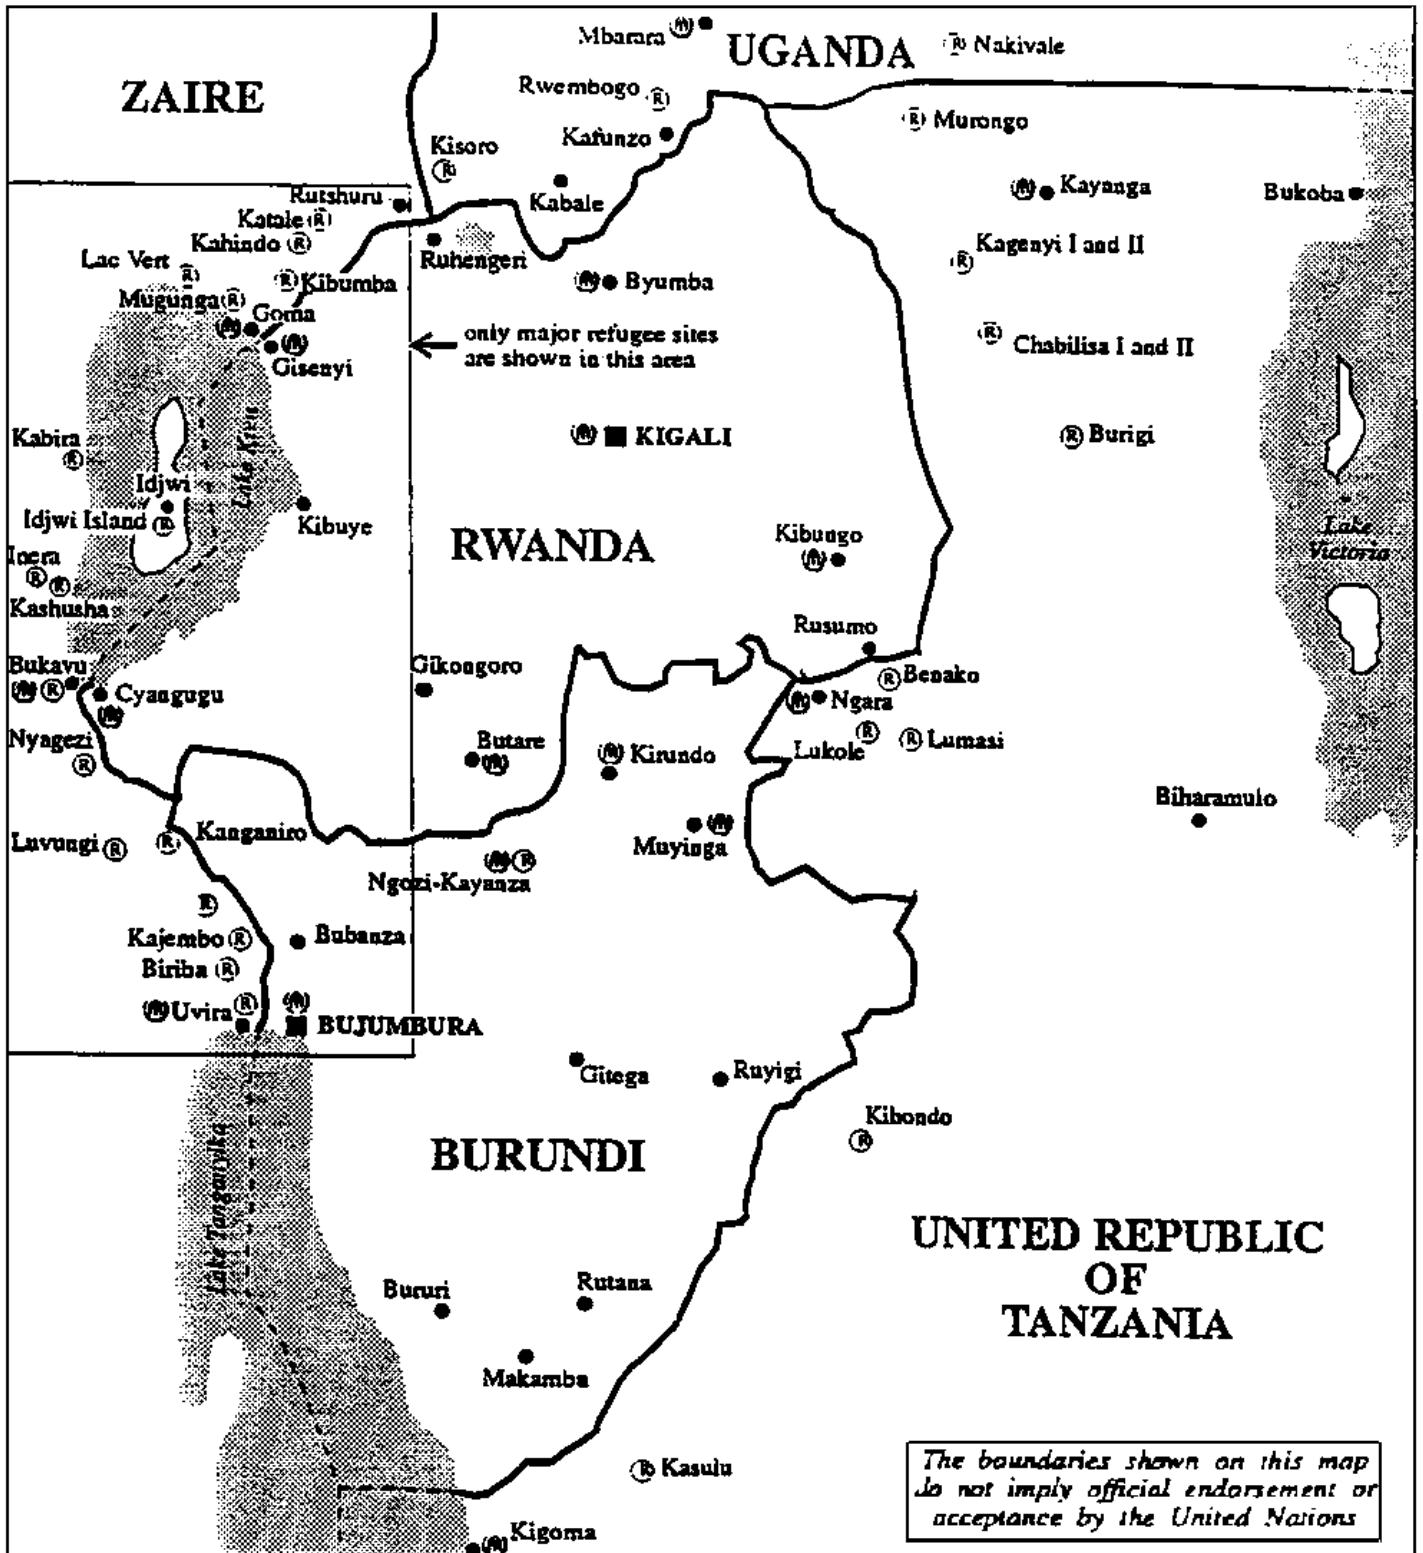 Mbarara
UGANDA
Nakivale
ZAIRE
Rwembogo
R
R
Murongo
Kafunzo
Kisoro
R
Kayanga
Bukoba
Rutshuru
Kabale
Katale R
Kahindo R
Kagenyi I and II
R
Ruhengeri
Lac Vert
R
R Kibumba
Byumba
Mugunga R
Goma
only major refugee sites
are shown in this area
R
Chabilisa I and II
Gisenyi
Lake Kivu
Kabira
R
KIGALI
R Burigi
Idjwi
Idjwi Island R
Kibuye
RWANDA
Kibungo
Lake
Victoria
Inera
R R
Kashusha
Rusumo
Bukavu
R
Cyangugu
Gikongoro
R Benako
Ngara
Nyagezi
R
Butare
Kirundo
Lukole R
R Lumasi
Biharamulo
Luvungi R
R Kanganiro
Muyinga
R
Ngozi-Kayanza
R
Kajembo R
Bubanza
Biriba R
Uvira R
BUJUMBURA
Gitega
Ruyigi
Kibondo
R
Lake Tanganyika
BURUNDI
UNITED REPUBLIC
OF
TANZANIA
Bururi
Rutana
Makamba
R Kasulu
Kigoma
The boundaries shown on this map
do not imply official endorsement or
acceptance by the United Nations